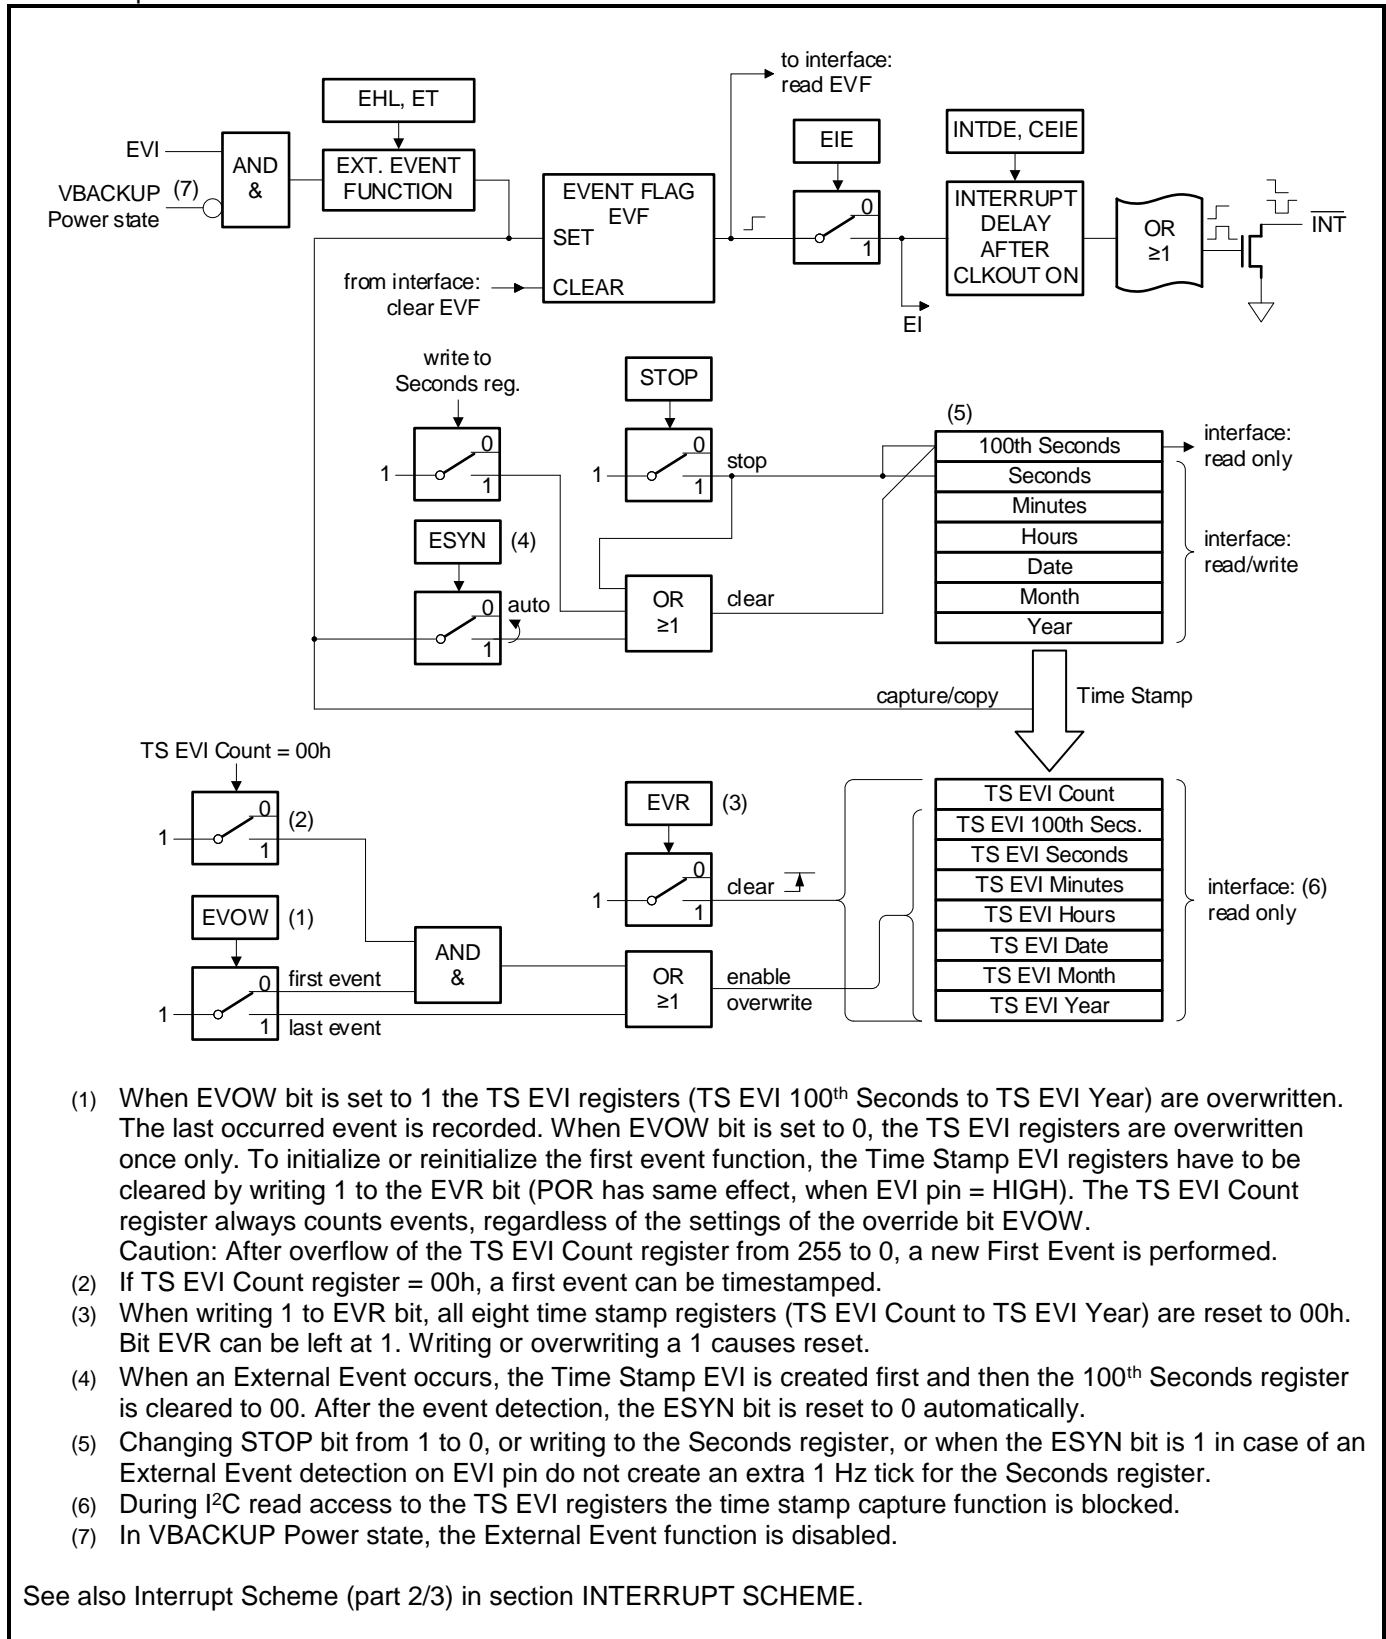 to interface:
read EVF
EHL, ET
EIE
INTDE, CEIE
EVI
AND
&
EXT. EVENT
FUNCTION
VBACKUP (7)
Power state
EVENT FLAG
EVF
SET
CLEAR
0
1
INTERRUPT
DELAY
AFTER
CLKOUT ON
OR
≥1
INT
from interface:
clear EVF
EI
write to
Seconds reg.
STOP
(5)
1
0
1
1
0
1
stop
100th Seconds
Seconds
Minutes
Hours
Date
Month
Year
interface:
read only
interface:
read/write
ESYN (4)
0
1
auto
OR
≥1
clear
capture/copy
Time Stamp
TS EVI Count = 00h
1
0
1
(2)
EVR (3)
1
0
1
clear
TS EVI Count
TS EVI 100th Secs.
TS EVI Seconds
TS EVI Minutes
TS EVI Hours
TS EVI Date
TS EVI Month
TS EVI Year
interface: (6)
read only
EVOW (1)
1
0
1
first event
last event
AND
&
OR
≥1
enable
overwrite
(1) When EVOW bit is set to 1 the TS EVI registers (TS EVI 100th Seconds to TS EVI Year) are overwritten.
The last occurred event is recorded. When EVOW bit is set to 0, the TS EVI registers are overwritten
once only. To initialize or reinitialize the first event function, the Time Stamp EVI registers have to be
cleared by writing 1 to the EVR bit (POR has same effect, when EVI pin = HIGH). The TS EVI Count
register always counts events, regardless of the settings of the override bit EVOW.
Caution: After overflow of the TS EVI Count register from 255 to 0, a new First Event is performed.
(2) If TS EVI Count register = 00h, a first event can be timestamped.
(3) When writing 1 to EVR bit, all eight time stamp registers (TS EVI Count to TS EVI Year) are reset to 00h.
Bit EVR can be left at 1. Writing or overwriting a 1 causes reset.
(4) When an External Event occurs, the Time Stamp EVI is created first and then the 100th Seconds register
is cleared to 00. After the event detection, the ESYN bit is reset to 0 automatically.
(5) Changing STOP bit from 1 to 0, or writing to the Seconds register, or when the ESYN bit is 1 in case of an
External Event detection on EVI pin do not create an extra 1 Hz tick for the Seconds register.
(6) During I²C read access to the TS EVI registers the time stamp capture function is blocked.
(7) In VBACKUP Power state, the External Event function is disabled.
See also Interrupt Scheme (part 2/3) in section INTERRUPT SCHEME.